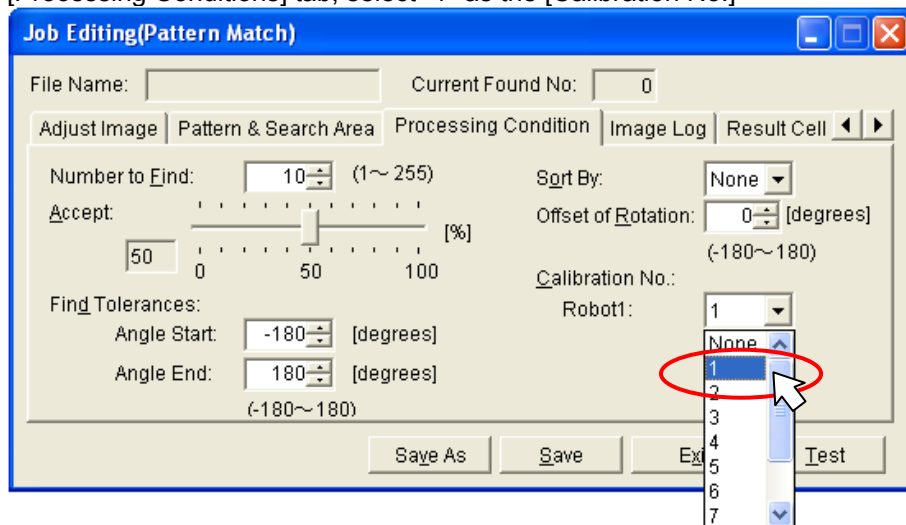 [Processing Conditions] tab, select "1" as the [Calibration No.]
Job Editing(Pattern Match)
File Name: Current Found No: 0
Adjust Image Pattern & Search Area Processing Condition Image Log Result Cell
Number to Find: 10 (1～255) Sort By: None
Accept: [%] Offset of Rotation: 0 [degrees]
50 0 50 100 (-180～180)
Calibration No.:
Find Tolerances: Robot1: 1
Angle Start: -180 [degrees] None
Angle End: 180 [degrees] 1
(-180～180) 2
3
Save As Save Test
4
5
6
7